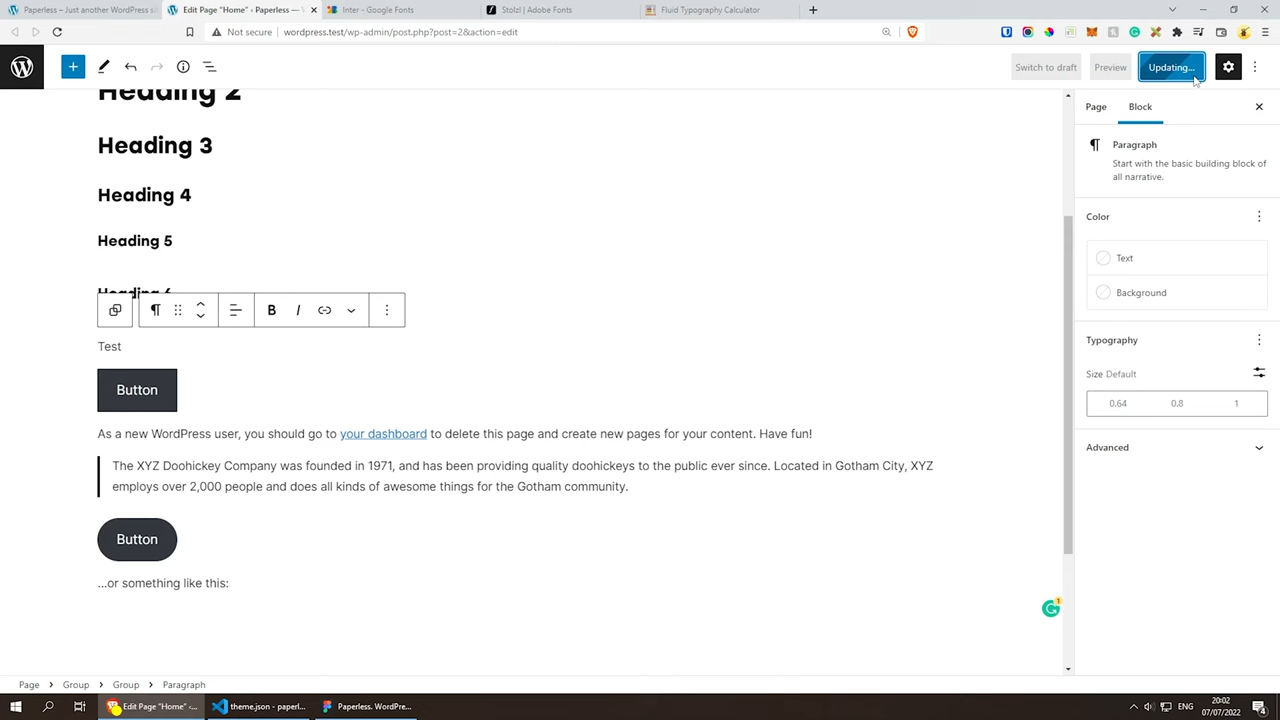 Paperless – Just another WordPress si
Edit Page "Home" ‹ Paperless — V
Inter - Google Fonts
Stolzl | Adobe Fonts
Fluid Typography Calculator
Not secure
wordpress.test/wp-admin/post.php?post=2&action=edit
Switch to draft
Preview
Updating...
Heading 2
Heading 3
Heading 4
Heading 5
Heading 6
B
I
Test
Button
As a new WordPress user, you should go to your dashboard to delete this page and create new pages for your content. Have fun!
The XYZ Doohickey Company was founded in 1971, and has been providing quality doohickeys to the public ever since. Located in Gotham City, XYZ
employs over 2,000 people and does all kinds of awesome things for the Gotham community.
Button
...or something like this:
Page
Block
Paragraph
Start with the basic building block of
all narrative.
Color
Text
Background
Typography
Size Default
0.64 0.8 1
Advanced
1
Page > Group > Group > Paragraph
Edit Page "Home" ‹...
theme.json - paperl...
Paperless. WordPre...
ENG
20:02
07/07/2022
4